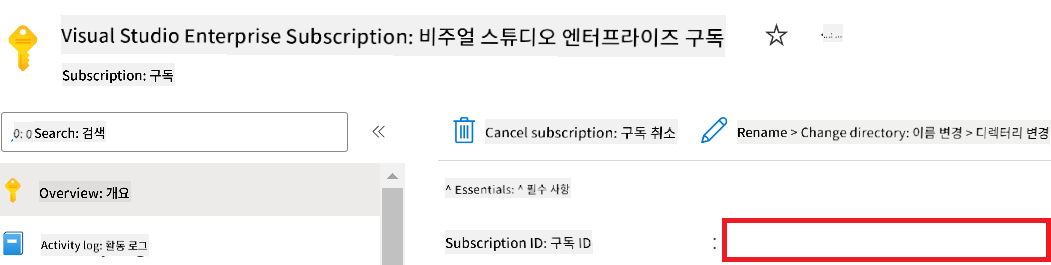 Visual Studio Enterprise Subscription: 비주얼 스튜디오 엔터프라이즈 구독
Subscription: 구독
Search: 검색
Cancel subscription: 구독 취소
Rename > Change directory: 이름 변경 > 디렉터리 변경
Overview: 개요
^ Essentials: ^ 필수 사항
Activity log: 활동 로그
Subscription ID: 구독 ID :